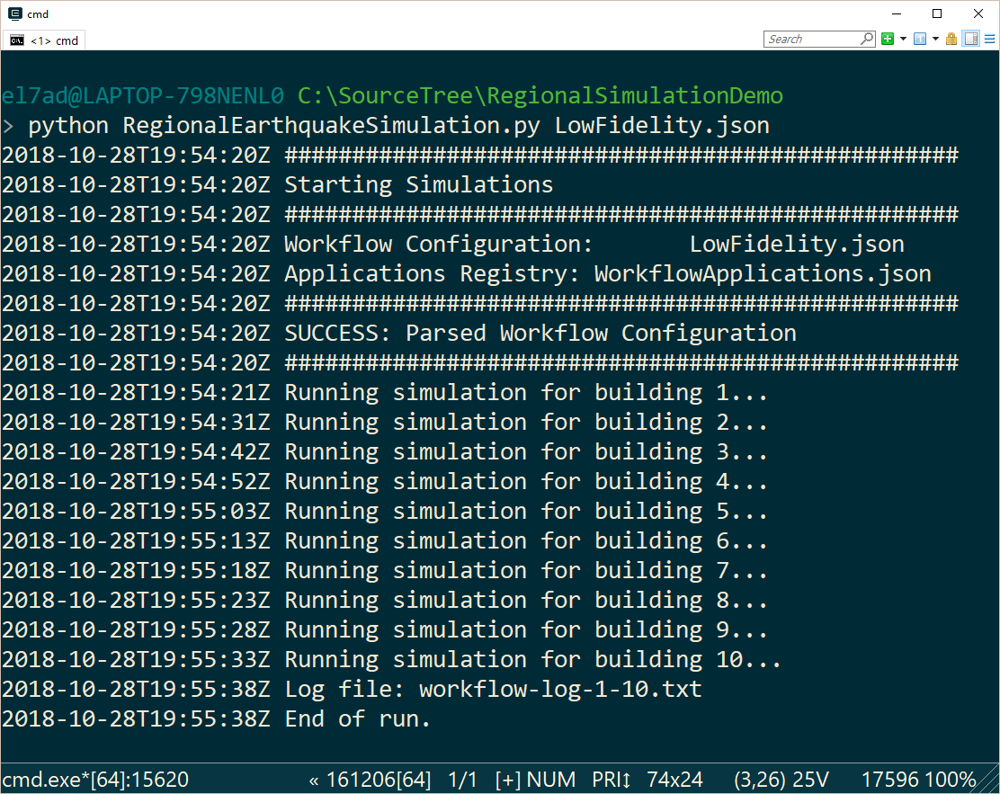 cmd
<1> cmd
Search
el7ad@LAPTOP-798NENL0 C:\SourceTree\RegionalSimulationDemo
> python RegionalEarthquakeSimulation.py LowFidelity.json
2018-10-28T19:54:20Z ##################################################
2018-10-28T19:54:20Z Starting Simulations
2018-10-28T19:54:20Z ##################################################
2018-10-28T19:54:20Z Workflow Configuration:       LowFidelity.json
2018-10-28T19:54:20Z Applications Registry: WorkflowApplications.json
2018-10-28T19:54:20Z ##################################################
2018-10-28T19:54:20Z SUCCESS: Parsed Workflow Configuration
2018-10-28T19:54:20Z ##################################################
2018-10-28T19:54:21Z Running simulation for building 1...
2018-10-28T19:54:31Z Running simulation for building 2...
2018-10-28T19:54:42Z Running simulation for building 3...
2018-10-28T19:54:52Z Running simulation for building 4...
2018-10-28T19:55:03Z Running simulation for building 5...
2018-10-28T19:55:13Z Running simulation for building 6...
2018-10-28T19:55:18Z Running simulation for building 7...
2018-10-28T19:55:23Z Running simulation for building 8...
2018-10-28T19:55:28Z Running simulation for building 9...
2018-10-28T19:55:33Z Running simulation for building 10...
2018-10-28T19:55:38Z Log file: workflow-log-1-10.txt
2018-10-28T19:55:38Z End of run.
cmd.exe*[64]:15620 « 161206[64] 1/1 [+] NUM PRI↕ 74x24 (3,26) 25V 17596 100%